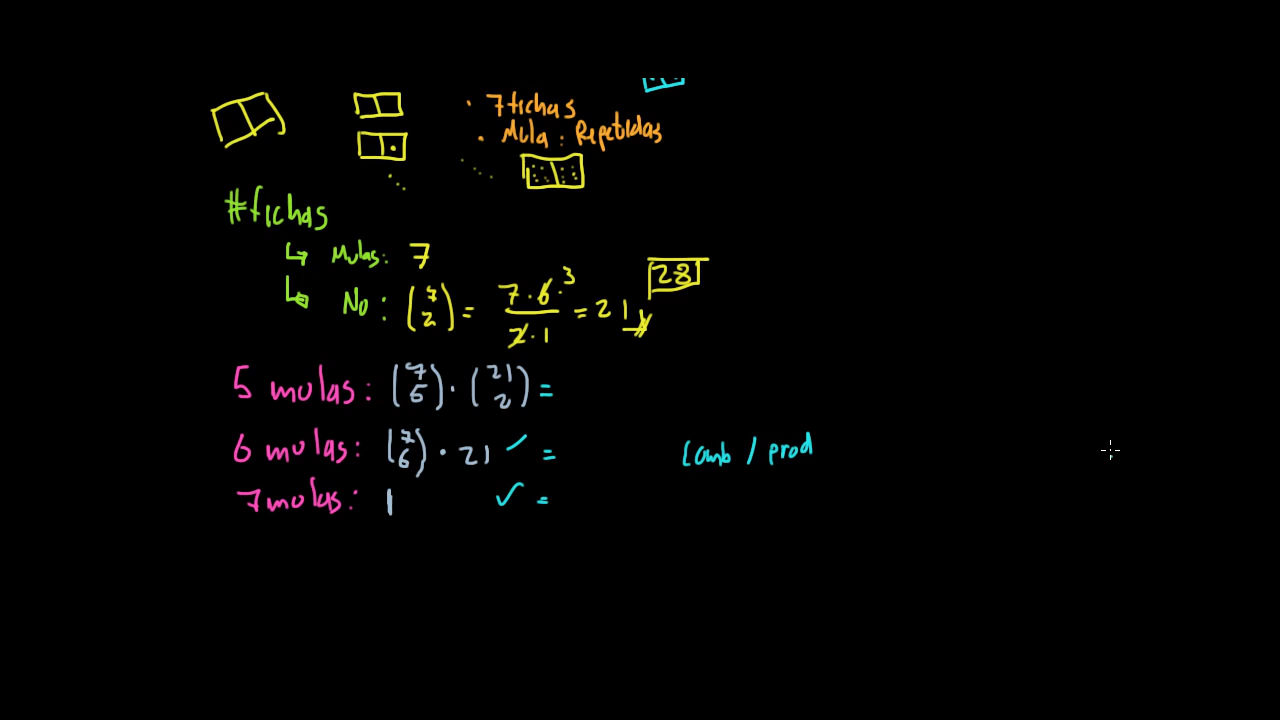 · 7 fichas
· Mula : Repetidas
#fichas
↳ Mulas: 7
↳ No : (7 2) = 7 · 6 · 3 / 2 · 1 = 21
28
5 mulas: (7 5) · (21 2) =
6 mulas: (7 6) · 21 ✓ =
Comb / prod
7 mulas: 1 ✓ =